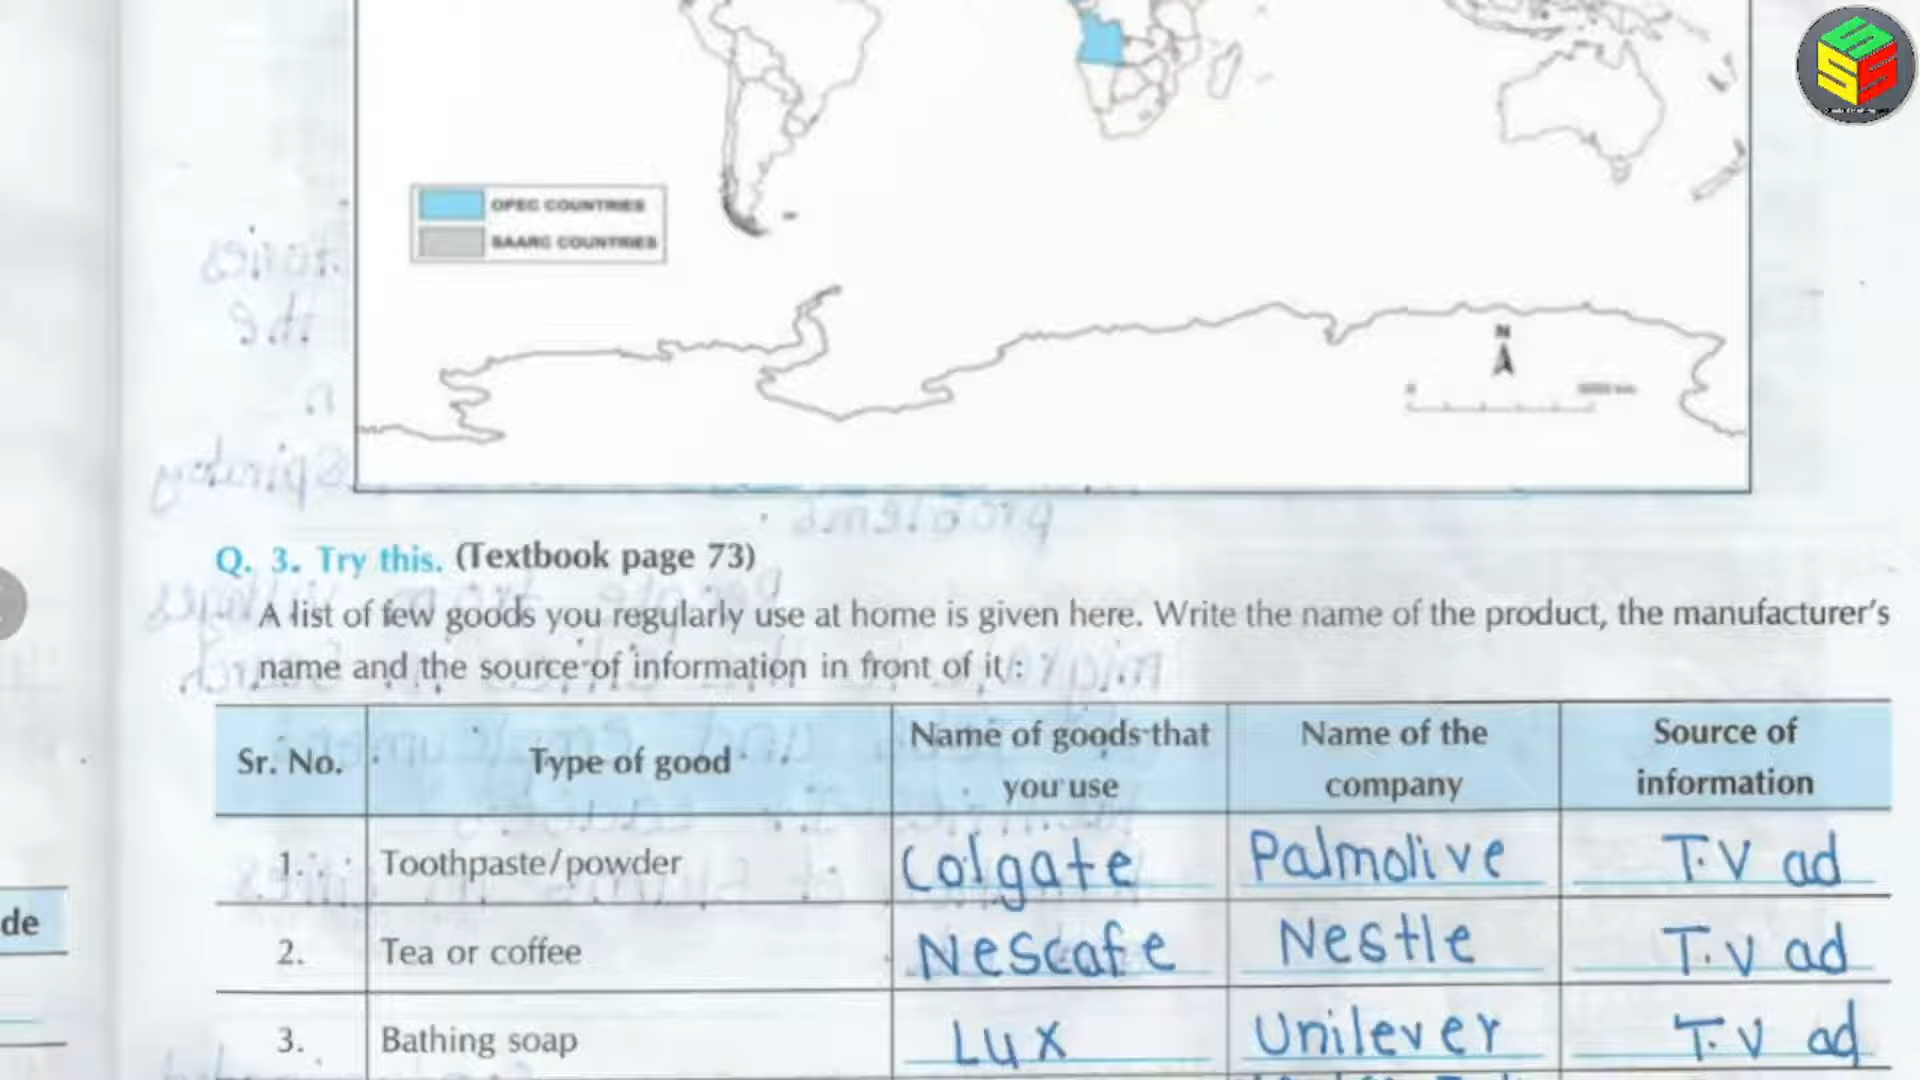 OPEC COUNTRIES
SAARC COUNTRIES
N
Q. 3. Try this. (Textbook page 73)
A list of few goods you regularly use at home is given here. Write the name of the product, the manufacturer's
name and the source of information in front of it :
Sr. No.
Type of good
Name of goods that
you use
Name of the
company
Source of
information
1.
Toothpaste/powder
Colgate
Palmolive
T.V ad
de
2.
Tea or coffee
Nescafe
Nestle
T.V ad
3.
Bathing soap
Lux
Unilever
T.V ad